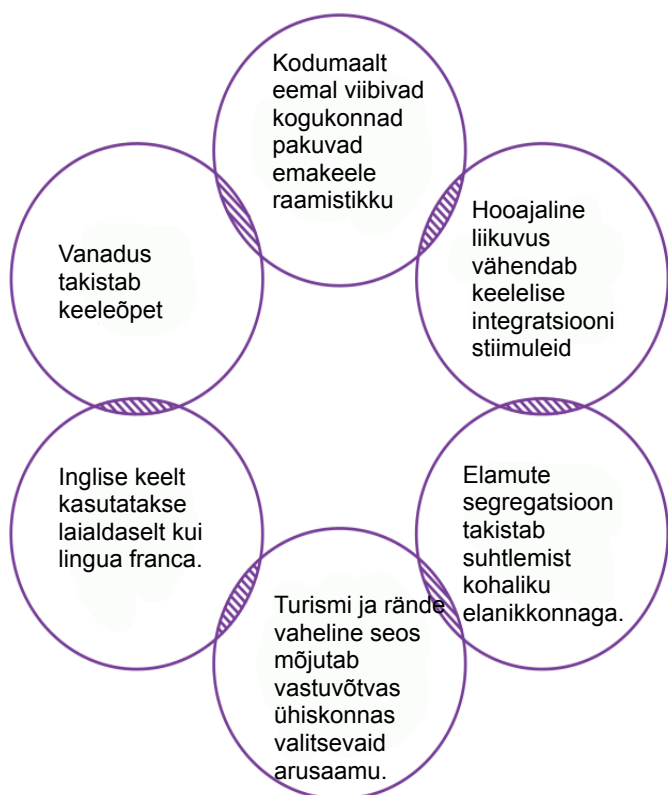 Kodumaalt
eemal viibivad
kogukonnad
pakuvad
emakeele
raamistikku
Hooajaline
liikuvus
vähendab
keelelise
integratsiooni
stiimuleid
Elamute
segregatsioon
takistab
suhtlemist
kohaliku
elanikkonnaga.
Turismi ja rände
vaheline seos
mõjutab
vastuvõtvas
ühiskonnas
valitsevaid
arusaamu.
Inglise keelt
kasutatakse
laialdaselt kui
lingua franca.
Vanadus
takistab
keeleõpet